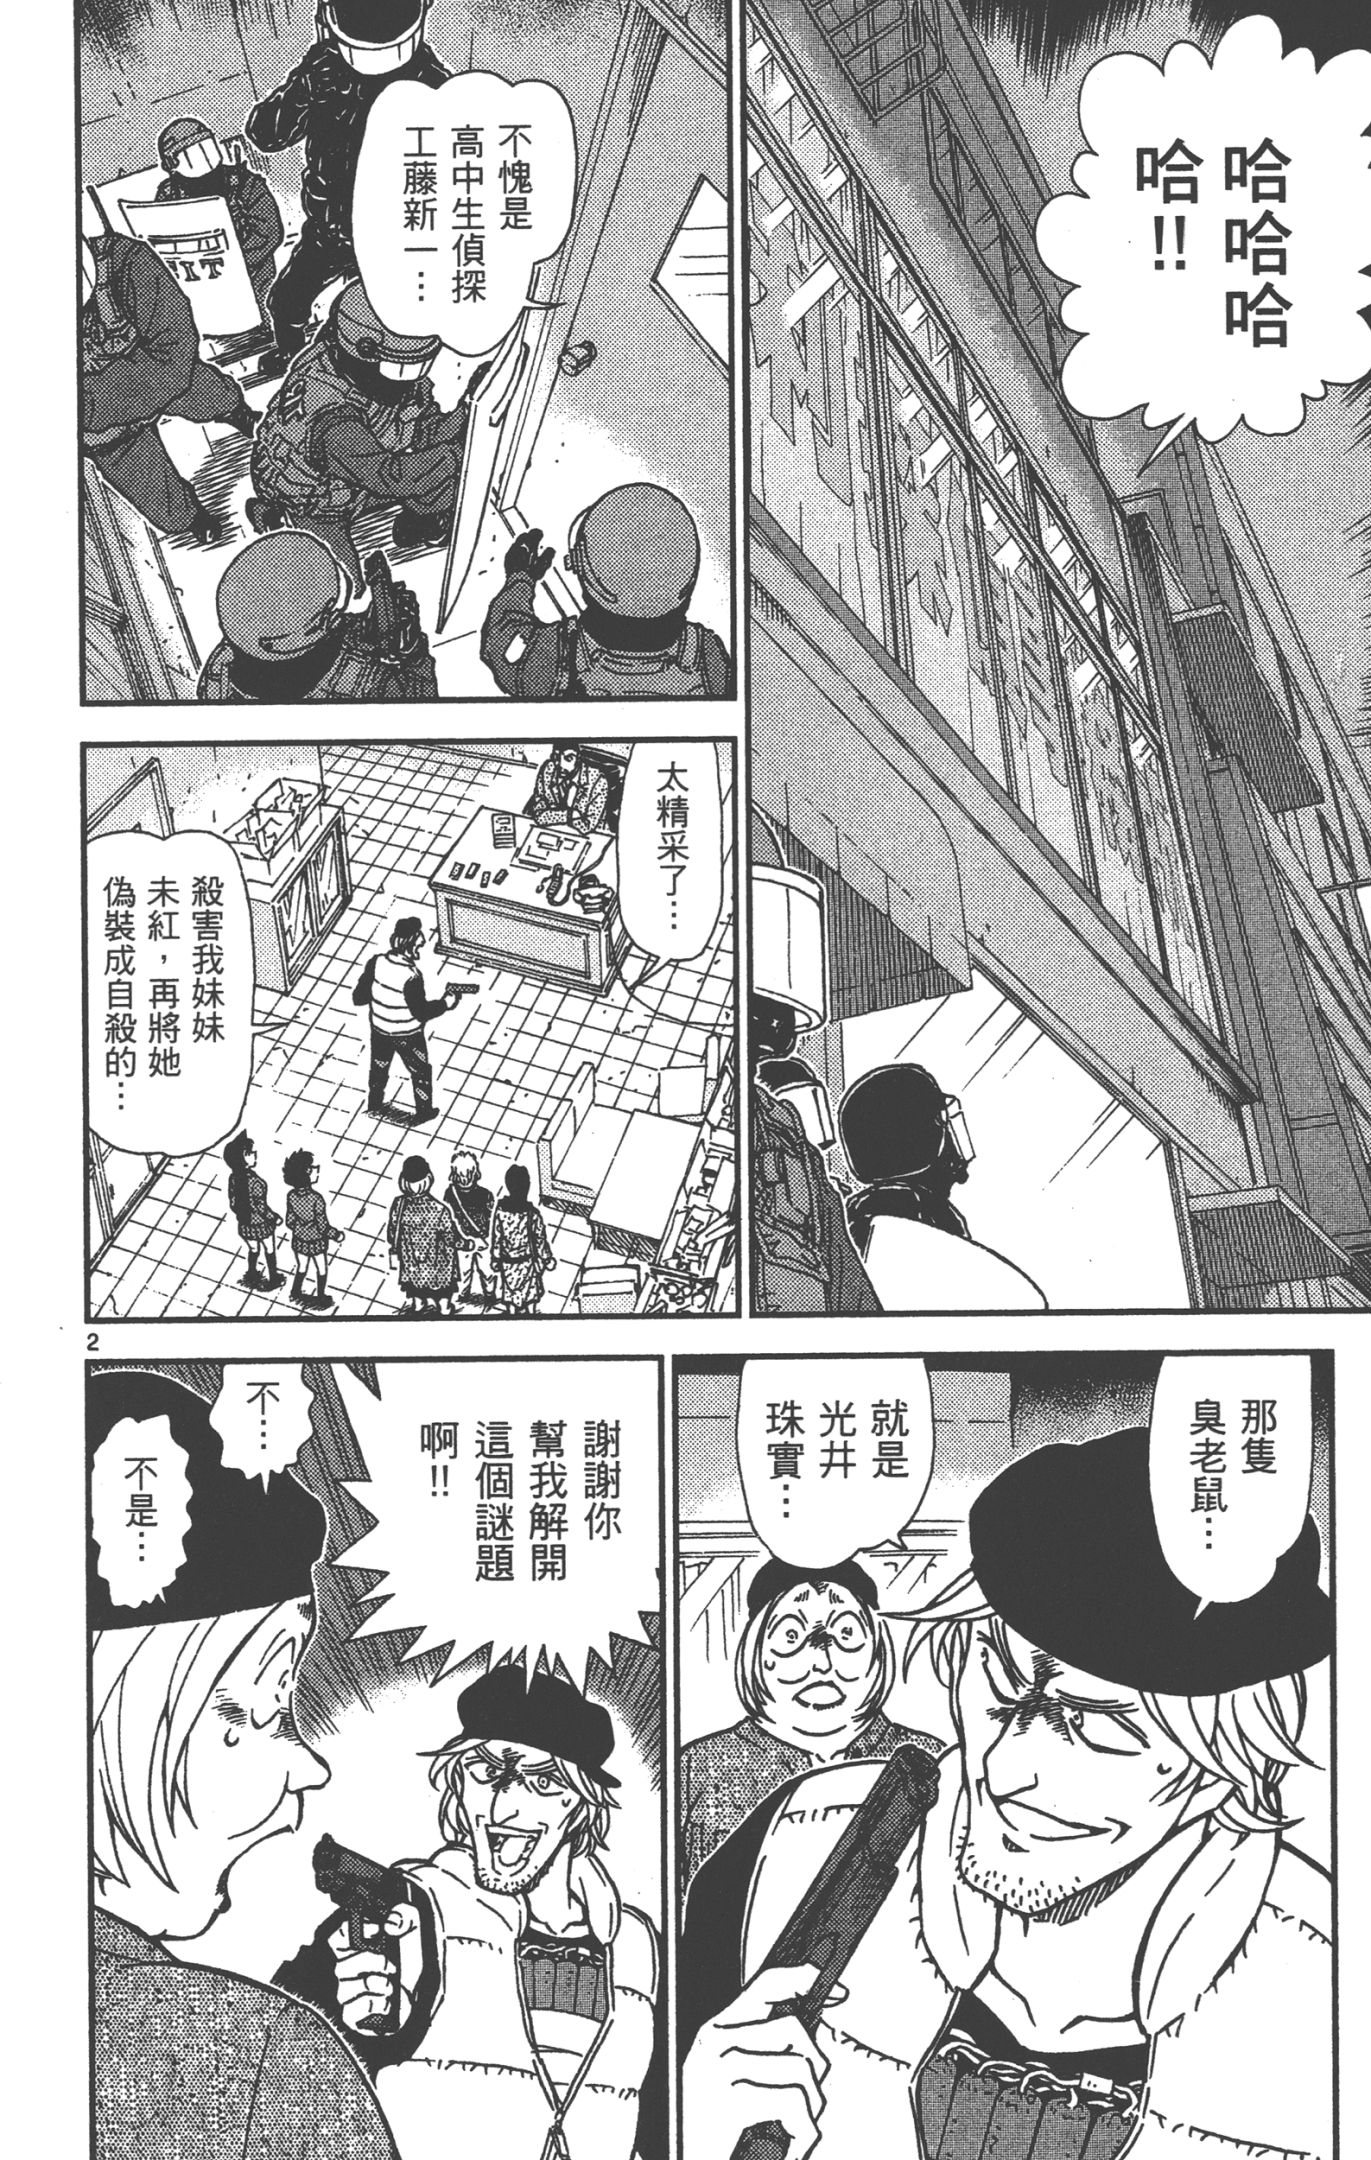 哈哈哈
哈!!
不愧是
高中生偵探
工藤新一…
FIT
太精采了…
殺害我妹妹
未紅，再將她
偽裝成自殺的…
2
那隻
臭老鼠…
就是
光井
珠實…
謝謝你
幫我解開
這個謎題
啊!!
不…
不是…